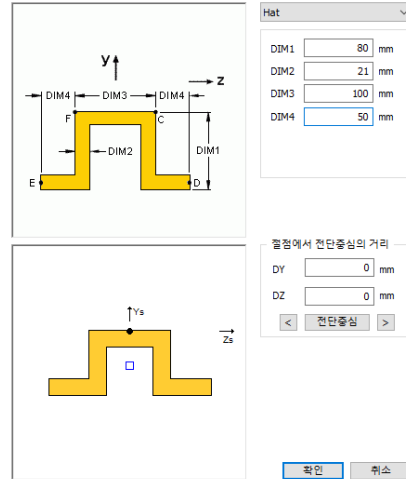 Hat
DIM1 80 mm
DIM2 21 mm
DIM3 100 mm
DIM4 50 mm
y
z
DIM4 DIM3 DIM4
F C
DIM2 DIM1
E D
절점에서 전단중심의 거리
DY 0 mm
DZ 0 mm
< 전단중심 >
Ys
Zs
확인 취소